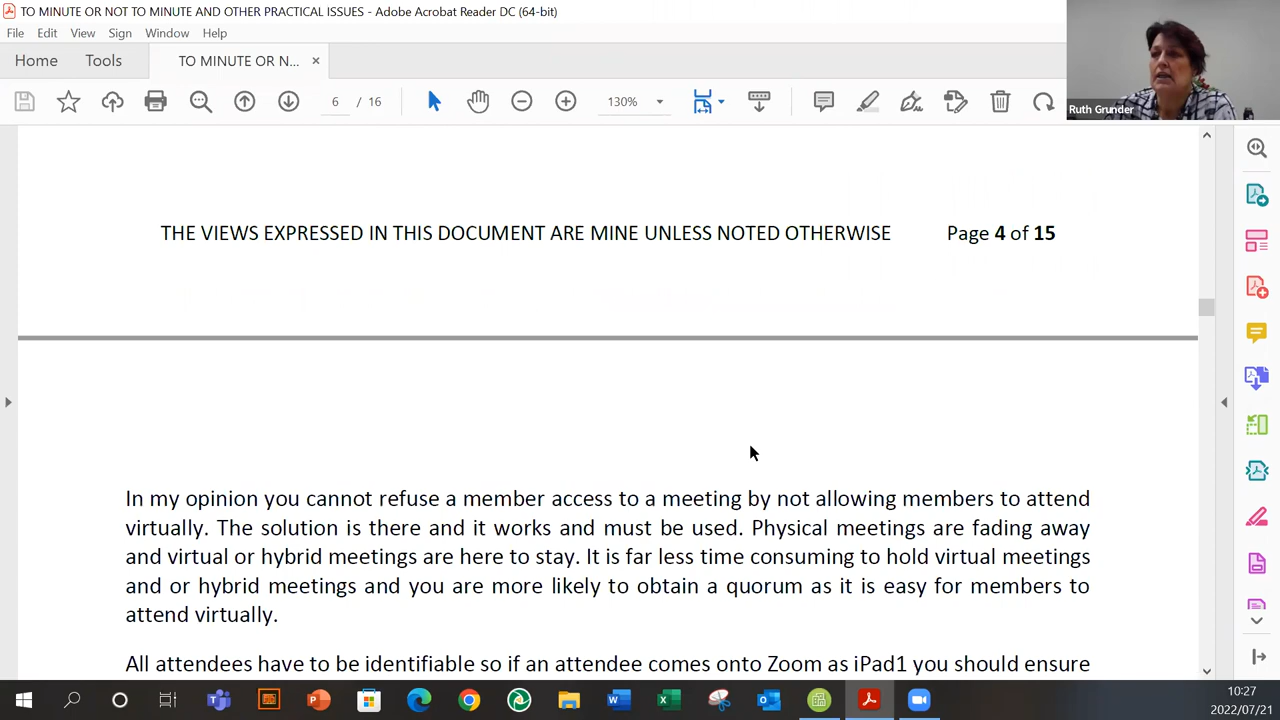 TO MINUTE OR NOT TO MINUTE AND OTHER PRACTICAL ISSUES - Adobe Acrobat Reader DC (64-bit)
File Edit View Sign Window Help
Home Tools TO MINUTE OR N... ×
6 / 16 130%
Ruth Grunder
THE VIEWS EXPRESSED IN THIS DOCUMENT ARE MINE UNLESS NOTED OTHERWISE Page 4 of 15
In my opinion you cannot refuse a member access to a meeting by not allowing members to attend
virtually. The solution is there and it works and must be used. Physical meetings are fading away
and virtual or hybrid meetings are here to stay. It is far less time consuming to hold virtual meetings
and or hybrid meetings and you are more likely to obtain a quorum as it is easy for members to
attend virtually.
All attendees have to be identifiable so if an attendee comes onto Zoom as iPad1 you should ensure
10:27
2022/07/21